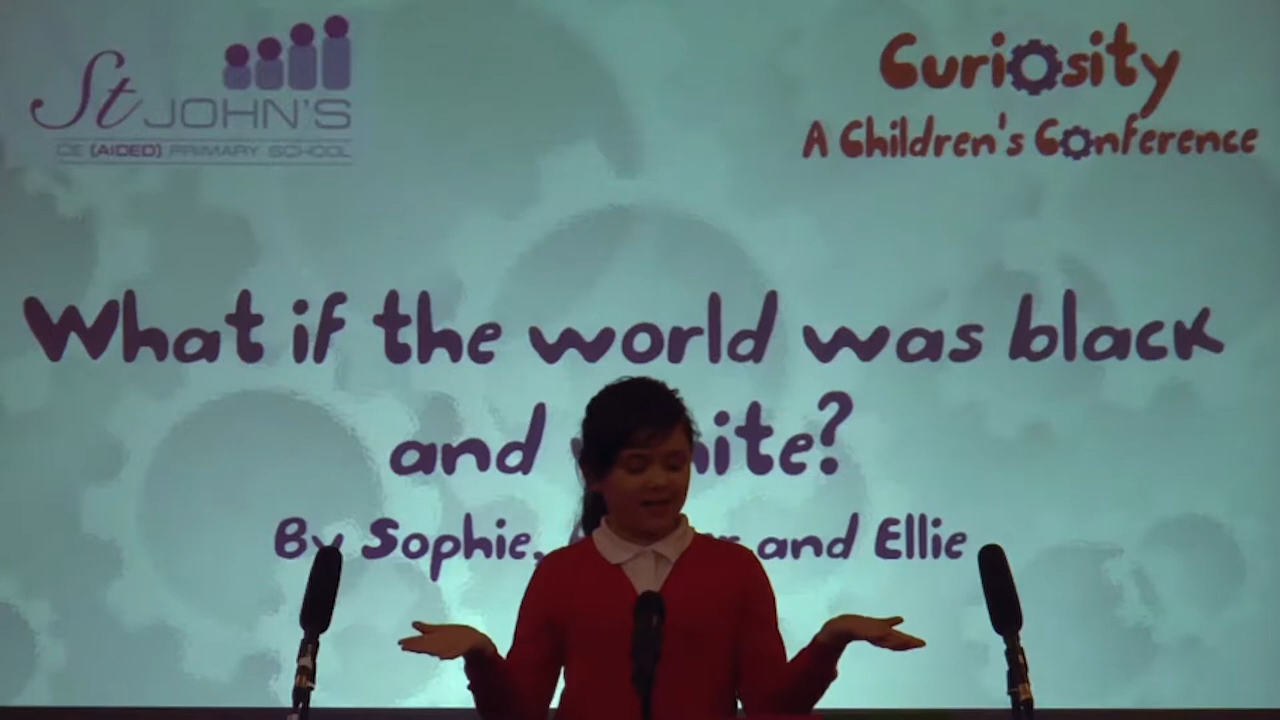 St JOHN'S
CE (AIDED) PRIMARY SCHOOL
Curiosity
A Children's Conference
What if the world was black
and
By Sophie, and Ellie